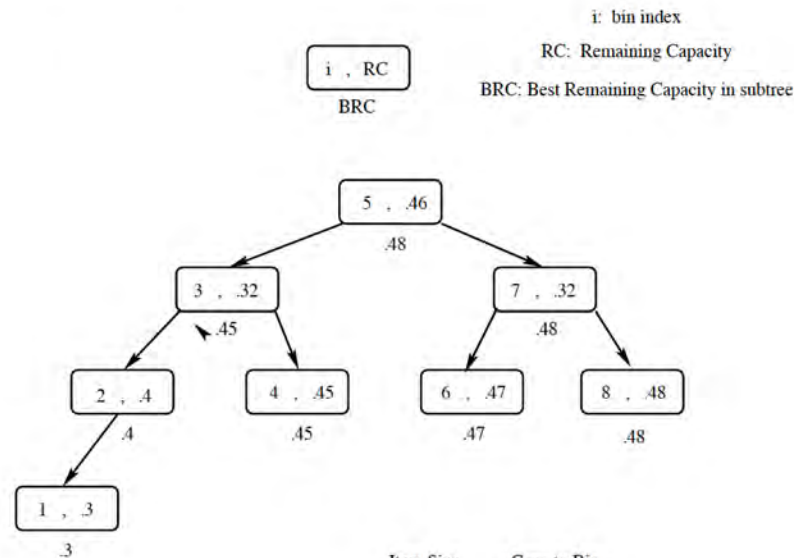 i: bin index
i , RC
RC: Remaining Capacity
BRC
BRC: Best Remaining Capacity in subtree
5 , .46
.48
3 , .32
7 , .32
.45
.48
2 , .4
4 , .45
6 , .47
8 , .48
.4
.45
.47
.48
1 , .3
.3